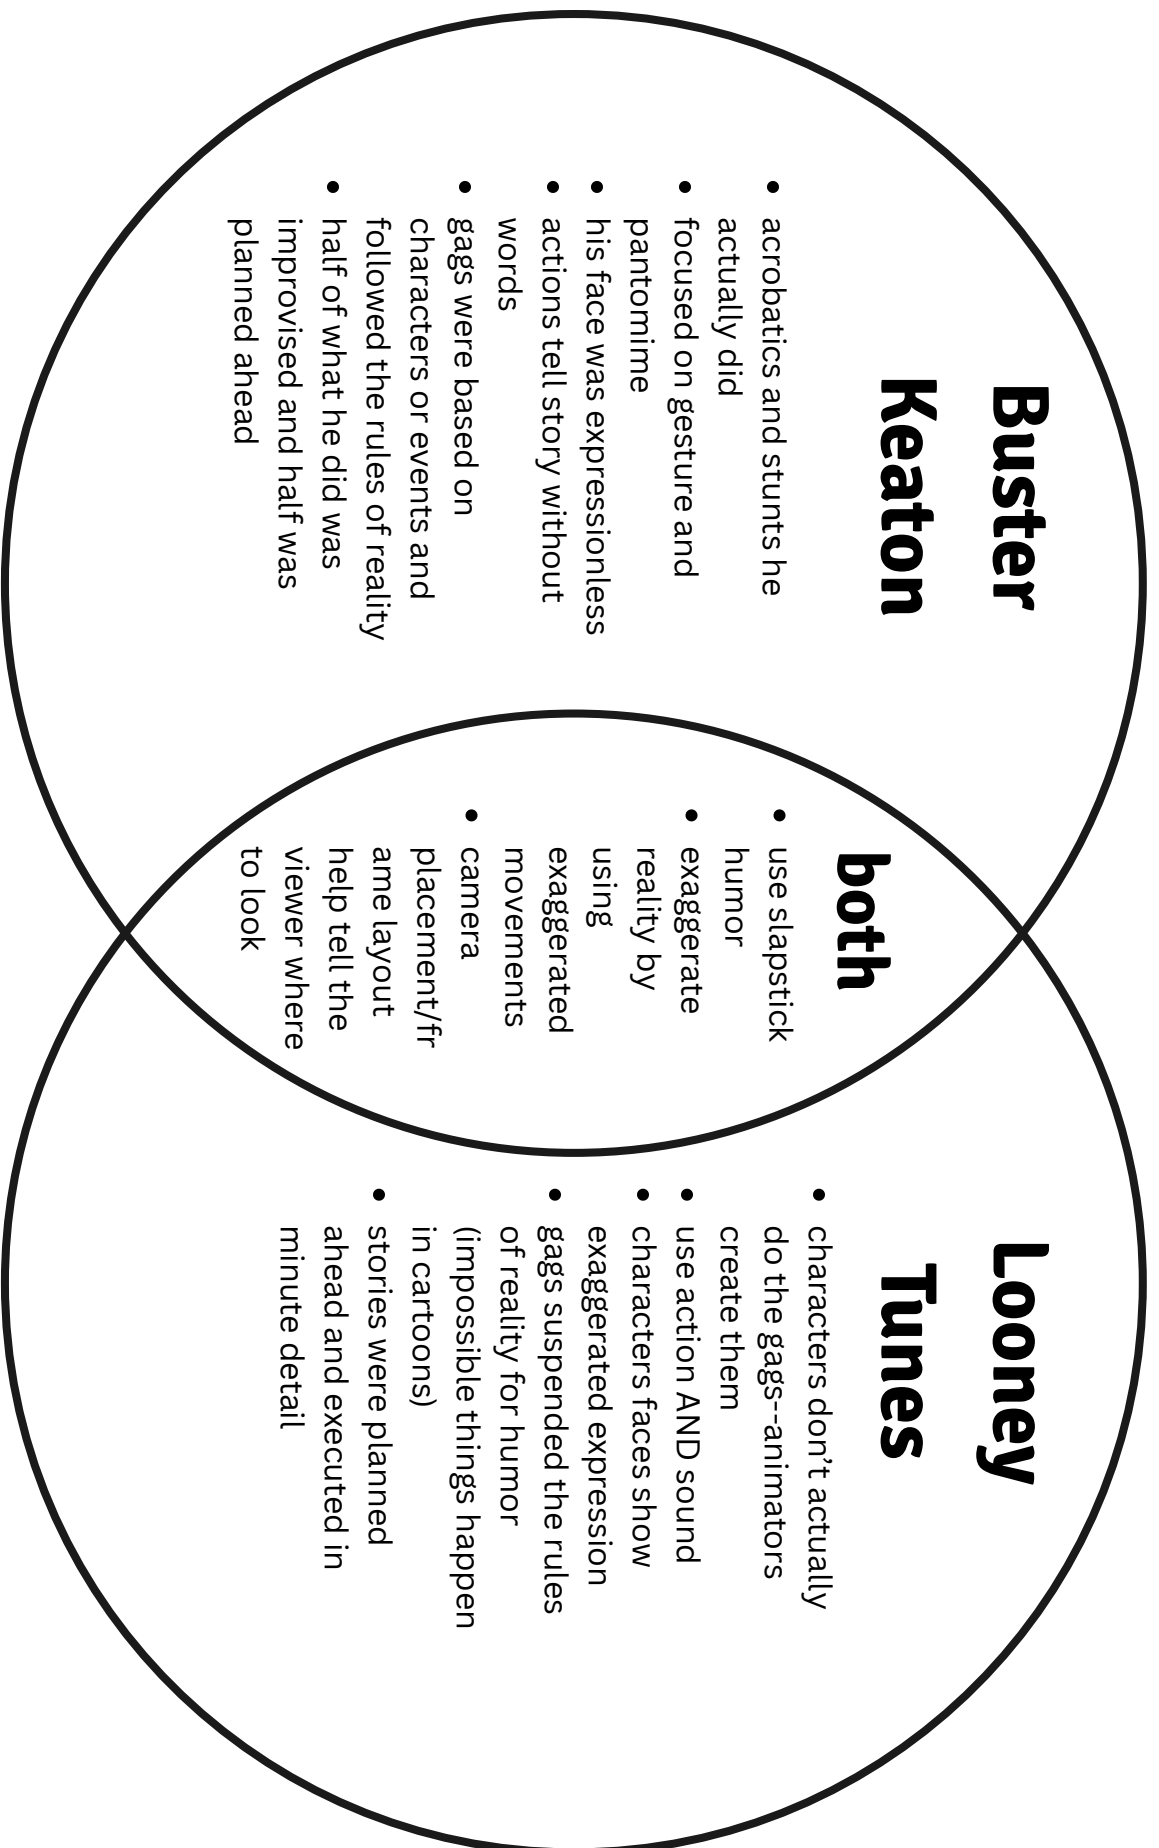 Buster
Keaton
• acrobatics and stunts he
actually did
• focused on gesture and
pantomime
• his face was expressionless
• actions tell story without
words
• gags were based on
characters or events and
followed the rules of reality
• half of what he did was
improvised and half was
planned ahead
both
• use slapstick
humor
• exaggerate
reality by
using
exaggerated
movements
• camera
placement/fr
ame layout
help tell the
viewer where
to look
Looney
Tunes
• characters don’t actually
do the gags--animators
create them
• use action AND sound
• characters faces show
exaggerated expression
• gags suspended the rules
of reality for humor
(impossible things happen
in cartoons)
• stories were planned
ahead and executed in
minute detail